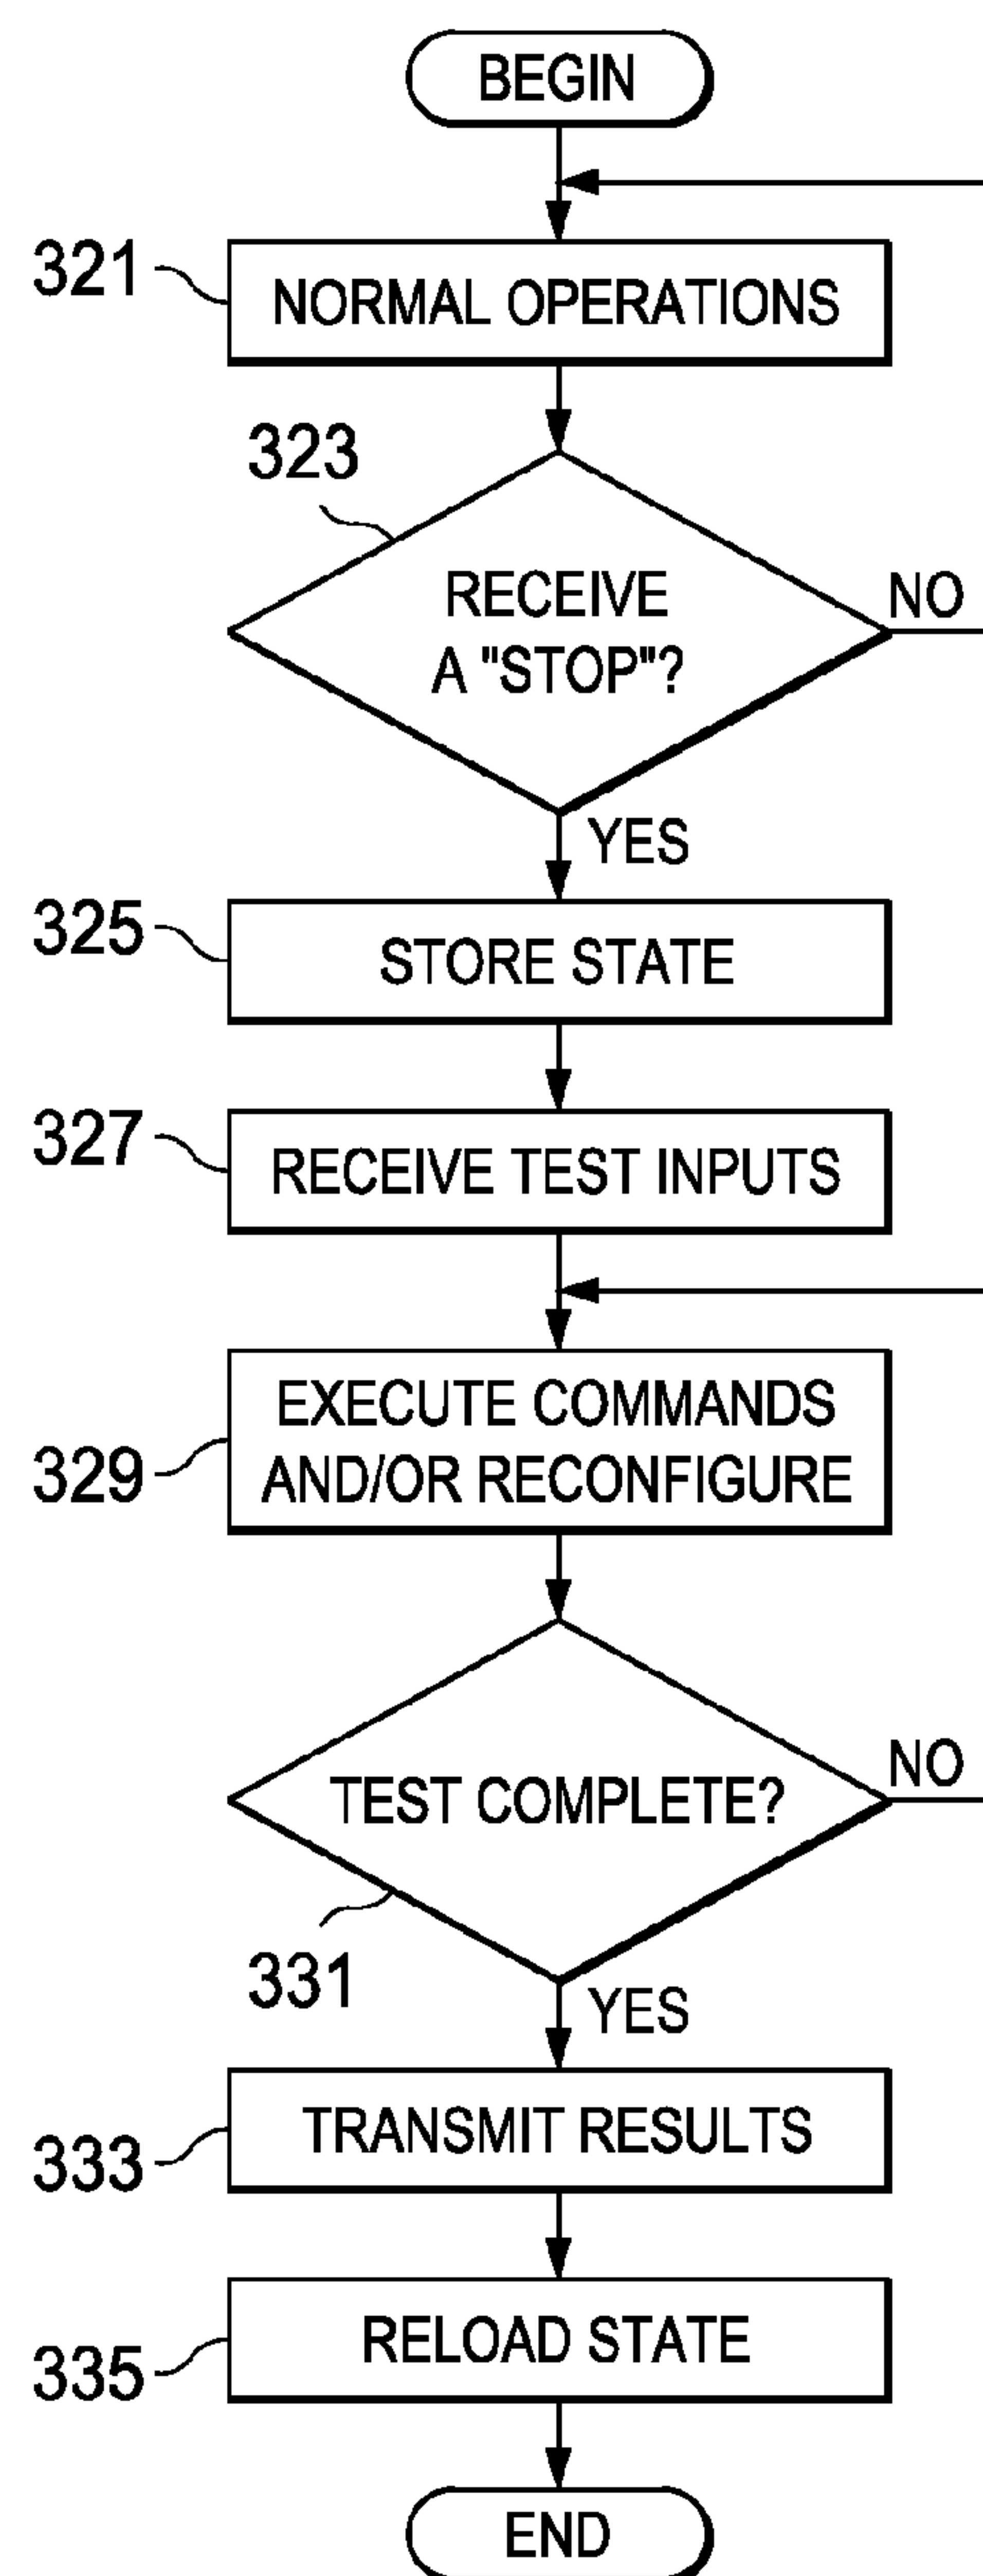 BEGIN
321
NORMAL OPERATIONS
323
RECEIVE
A "STOP"?
NO
YES
325
STORE STATE
327
RECEIVE TEST INPUTS
EXECUTE COMMANDS
329
AND/OR RECONFIGURE
TEST COMPLETE?
NO
331
YES
TRANSMIT RESULTS
333
RELOAD STATE
335
END